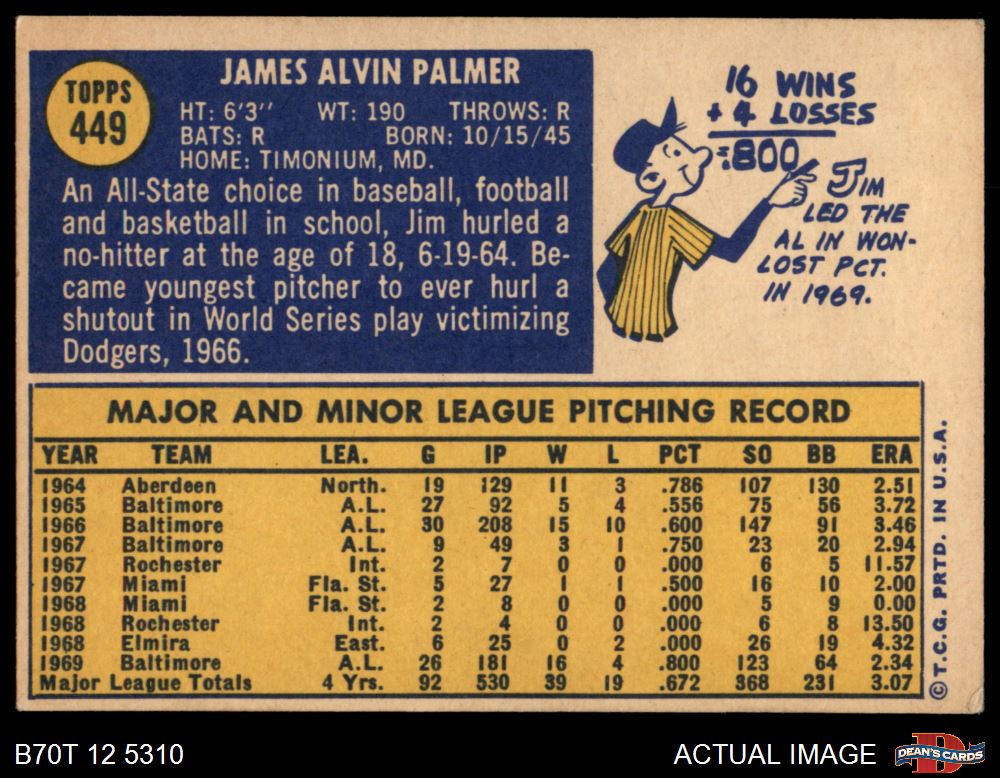 TOPPS
449
JAMES ALVIN PALMER
HT: 6'3'' WT: 190 THROWS: R
BATS: R BORN: 10/15/45
HOME: TIMONIUM, MD.
An All-State choice in baseball, football
and basketball in school, Jim hurled a
no-hitter at the age of 18, 6-19-64. Be-
came youngest pitcher to ever hurl a
shutout in World Series play victimizing
Dodgers, 1966.
16 WINS
+ 4 LOSSES
=.800
JIM
LED THE
AL IN WON-
LOST PCT.
IN 1969.
MAJOR AND MINOR LEAGUE PITCHING RECORD
YEAR TEAM LEA. G IP W L PCT SO BB ERA
1964 Aberdeen North. 19 129 11 3 .786 107 130 2.51
1965 Baltimore A.L. 27 92 5 4 .556 75 56 3.72
1966 Baltimore A.L. 30 208 15 10 .600 147 91 3.46
1967 Baltimore A.L. 9 49 3 1 .750 23 20 2.94
1967 Rochester Int. 2 7 0 0 .000 6 5 11.57
1967 Miami Fla. St. 5 27 1 1 .500 16 10 2.00
1968 Miami Fla. St. 2 8 0 0 .000 5 9 0.00
1968 Rochester Int. 2 4 0 0 .000 6 8 13.50
1968 Elmira East. 6 25 0 2 .000 26 19 4.32
1969 Baltimore A.L. 26 181 16 4 .800 123 64 2.34
Major League Totals 4 Yrs. 92 530 39 19 .672 368 231 3.07
© T.C.G. PRTD. IN U.S.A.
B70T 12 5310
ACTUAL IMAGE
D
DEAN'S CARDS